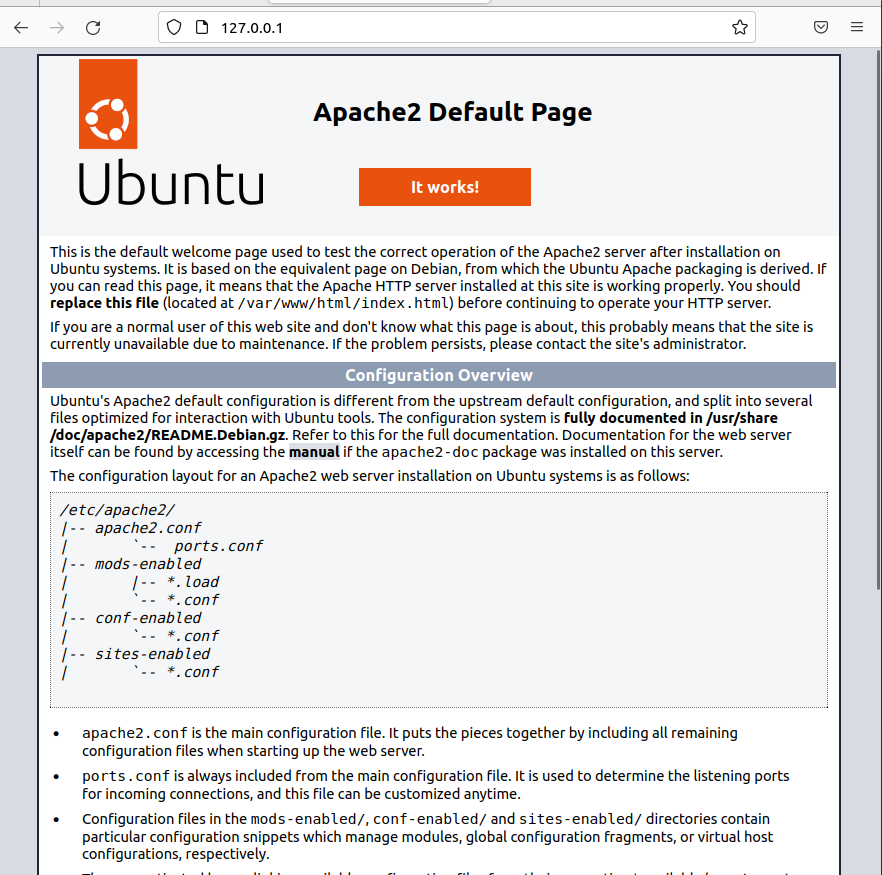 127.0.0.1
Apache2 Default Page
Ubuntu
It works!
This is the default welcome page used to test the correct operation of the Apache2 server after installation on
Ubuntu systems. It is based on the equivalent page on Debian, from which the Ubuntu Apache packaging is derived. If
you can read this page, it means that the Apache HTTP server installed at this site is working properly. You should
replace this file (located at /var/www/html/index.html) before continuing to operate your HTTP server.
If you are a normal user of this web site and don't know what this page is about, this probably means that the site is
currently unavailable due to maintenance. If the problem persists, please contact the site's administrator.
Configuration Overview
Ubuntu's Apache2 default configuration is different from the upstream default configuration, and split into several
files optimized for interaction with Ubuntu tools. The configuration system is fully documented in /usr/share
/doc/apache2/README.Debian.gz. Refer to this for the full documentation. Documentation for the web server
itself can be found by accessing the manual if the apache2-doc package was installed on this server.
The configuration layout for an Apache2 web server installation on Ubuntu systems is as follows:
/etc/apache2/
|-- apache2.conf
|       `--  ports.conf
|-- mods-enabled
|       |-- *.load
|       `-- *.conf
|-- conf-enabled
|       `-- *.conf
|-- sites-enabled
|       `-- *.conf
• apache2.conf is the main configuration file. It puts the pieces together by including all remaining
configuration files when starting up the web server.
• ports.conf is always included from the main configuration file. It is used to determine the listening ports
for incoming connections, and this file can be customized anytime.
• Configuration files in the mods-enabled/, conf-enabled/ and sites-enabled/ directories contain
particular configuration snippets which manage modules, global configuration fragments, or virtual host
configurations, respectively.